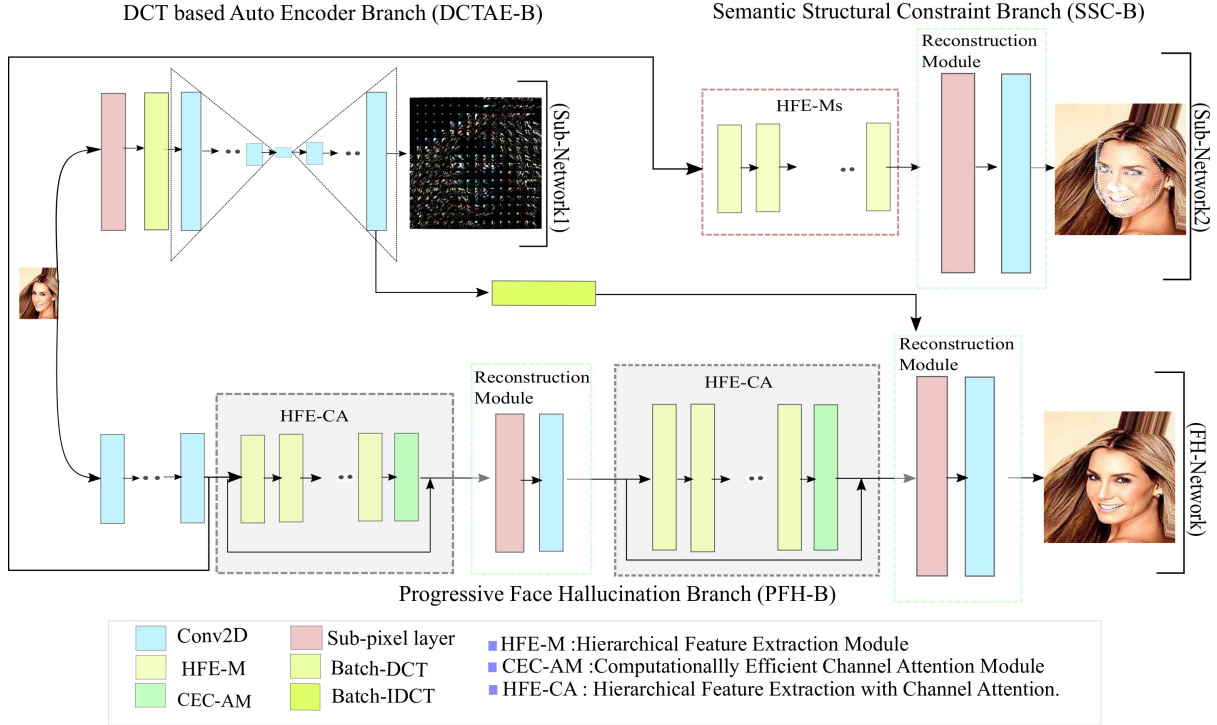 DCT based Auto Encoder Branch (DCTAE-B)
Semantic Structural Constraint Branch (SSC-B)
Reconstruction
Module
HFE-Ms
(Sub-Network1)
(Sub-Network2)
Reconstruction
Module
HFE-CA
Reconstruction
Module
HFE-CA
(FH-Network)
Progressive Face Hallucination Branch (PFH-B)
Conv2D
Sub-pixel layer
HFE-M :Hierarchical Feature Extraction Module
HFE-M
Batch-DCT
CEC-AM :Computationallly Efficient Channel Attention Module
CEC-AM
Batch-IDCT
HFE-CA : Hierarchical Feature Extraction with Channel Attention.